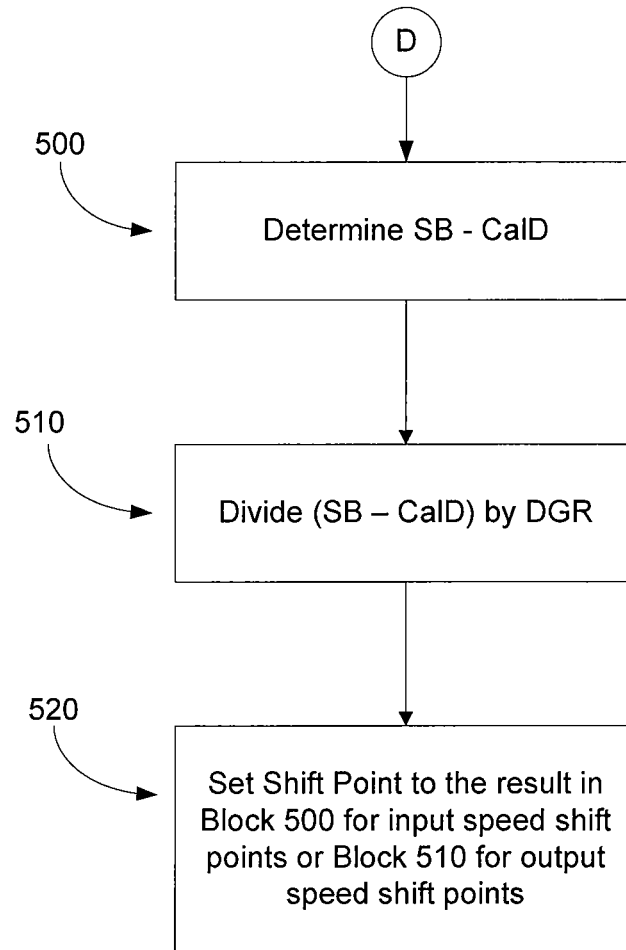 D
500
Determine SB - CalD
510
Divide (SB – CalD) by DGR
520
Set Shift Point to the result in
Block 500 for input speed shift
points or Block 510 for output
speed shift points